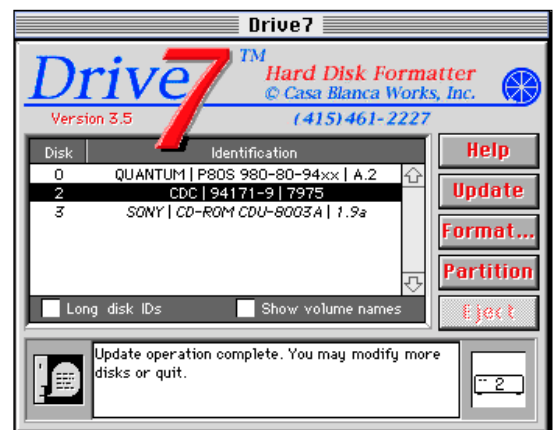 Drive7
Drive7™
Hard Disk Formatter
© Casa Blanca Works, Inc.
Version 3.5
(415)461-2227
Disk Identification
0 QUANTUM | P80S 980-80-94xx | A.2
2 CDC | 94171-9 | 7975
3 SONY | CD-ROM CDU-8003A | 1.9a
Long disk IDs
Show volume names
Help
Update
Format...
Partition
Eject
Update operation complete. You may modify more
disks or quit.
2